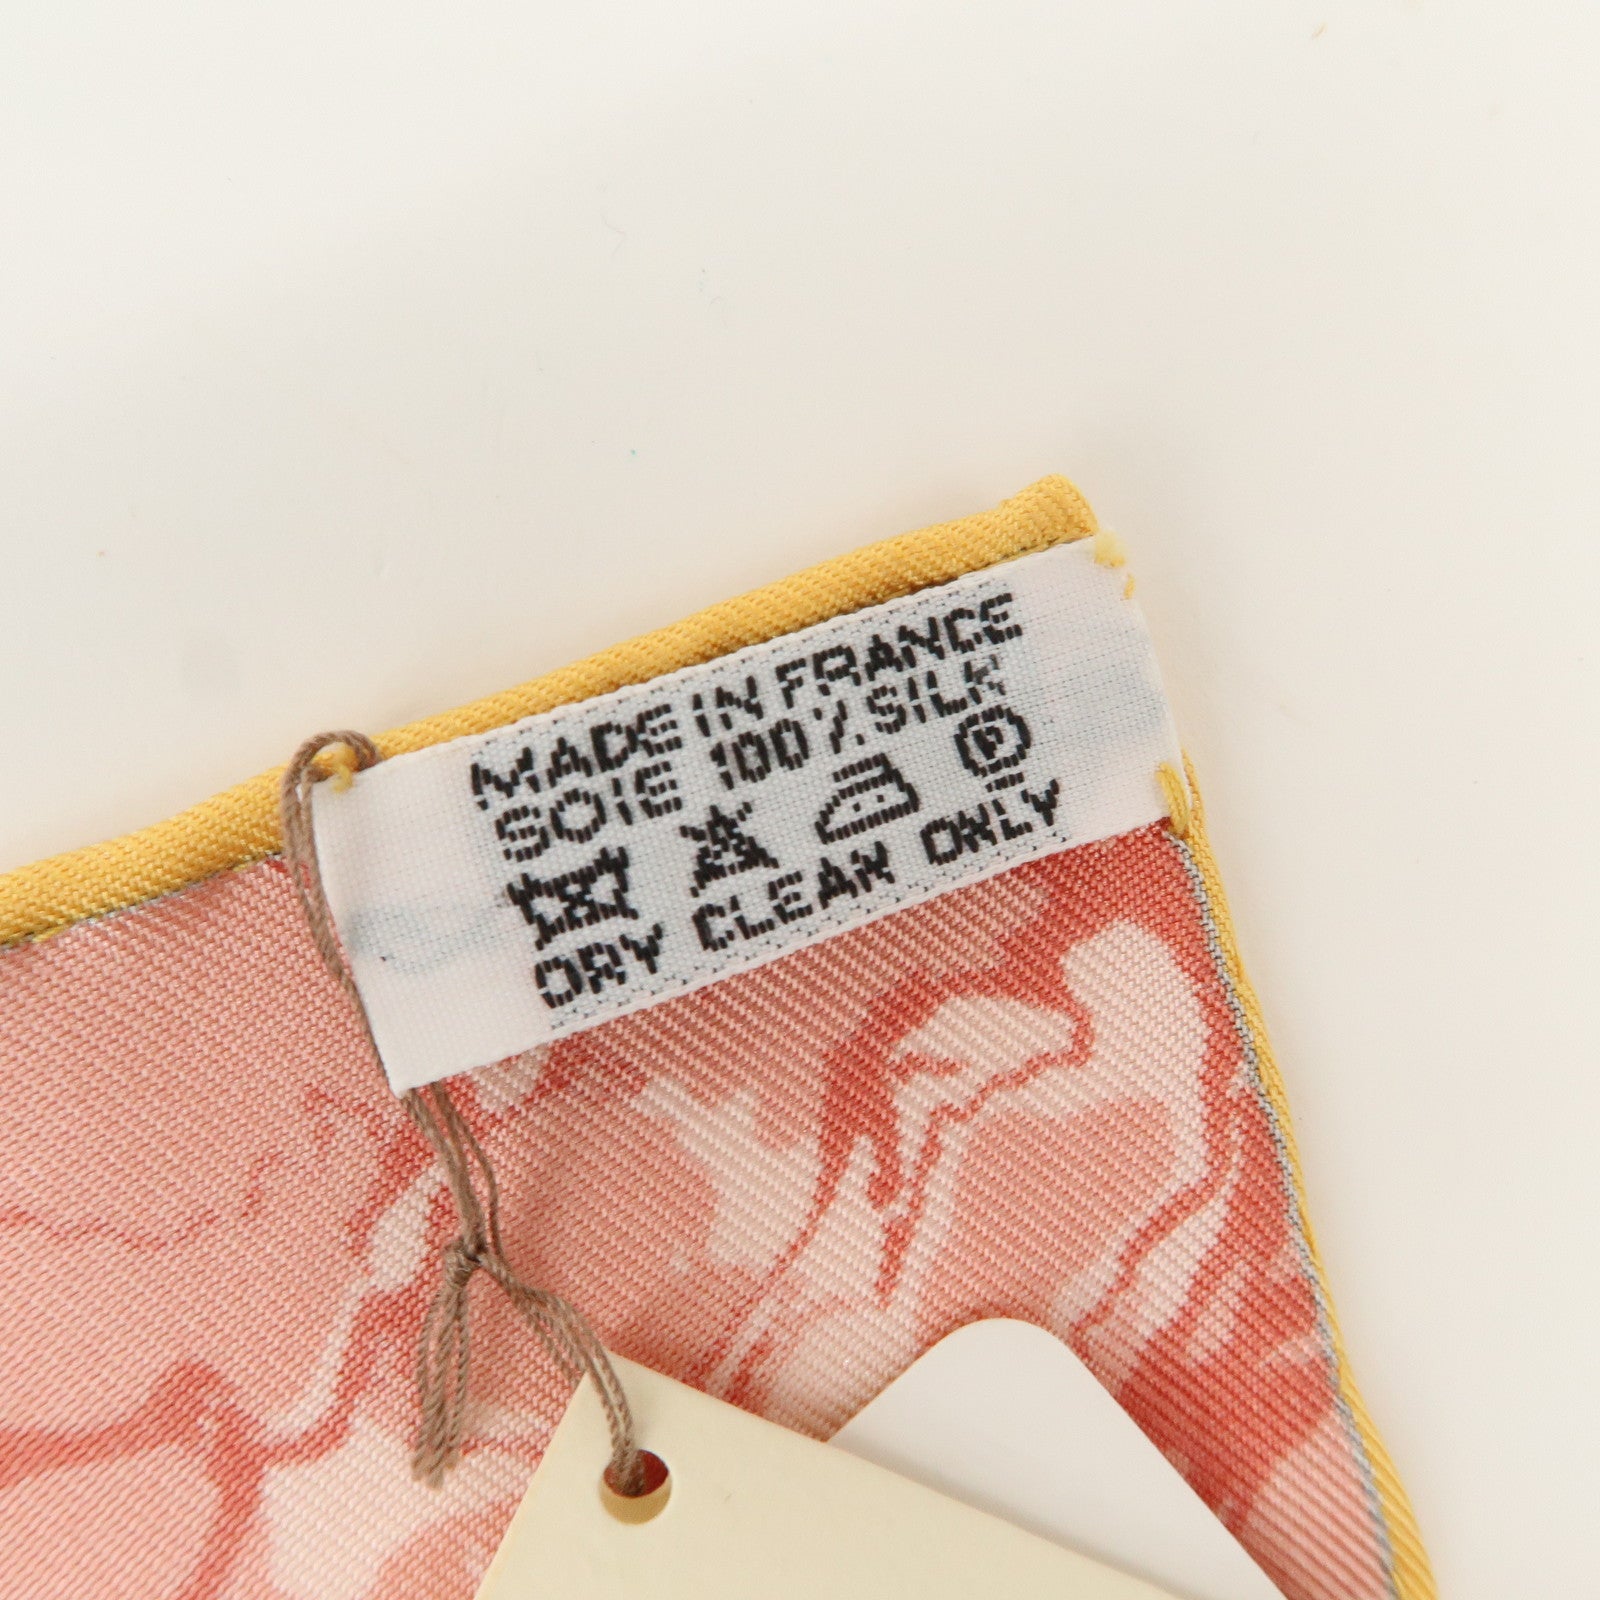 MADE IN FRANCE
SOIE 100% SILK
P
DRY CLEAN ONLY